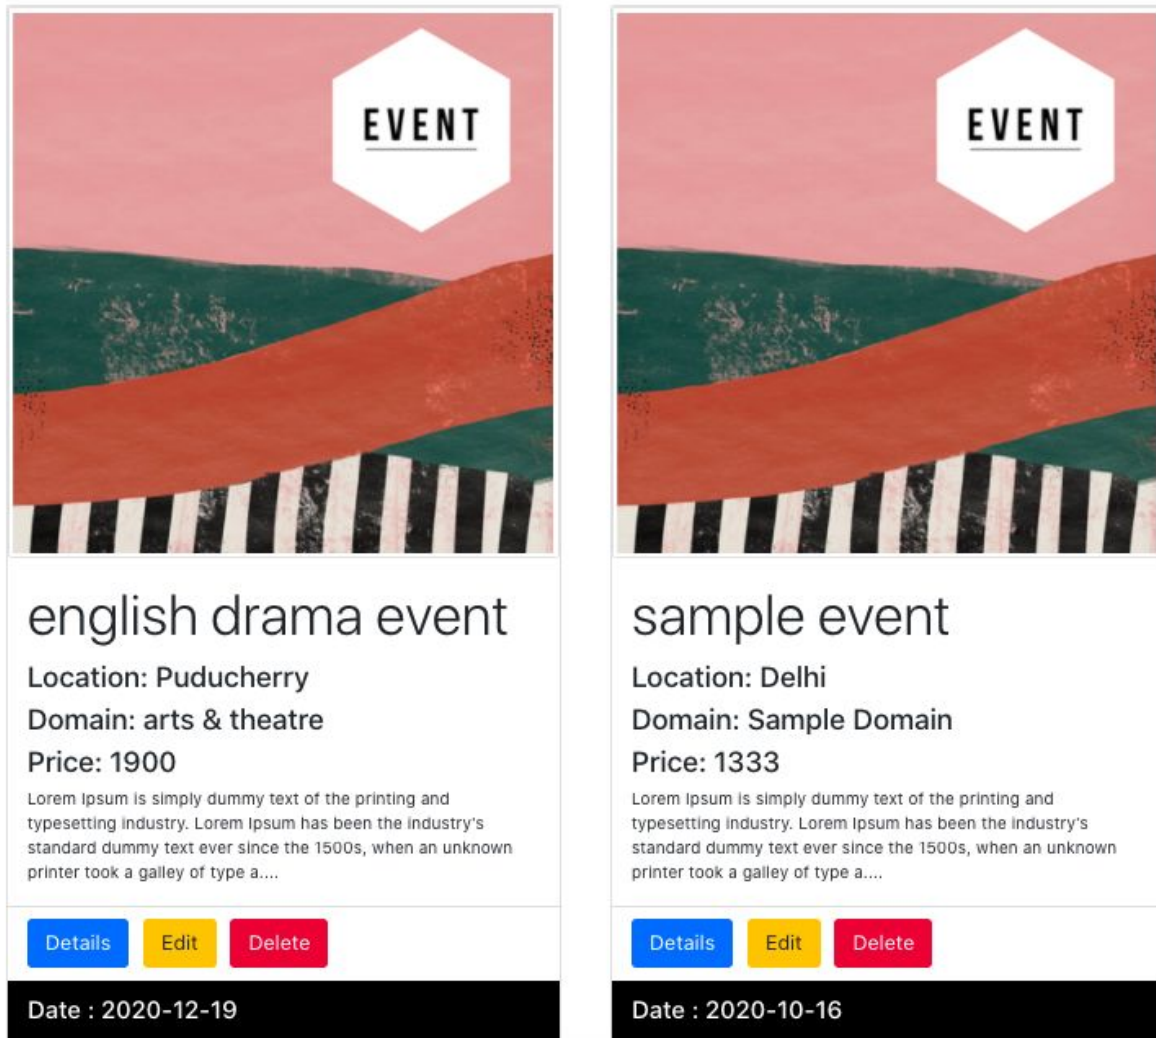 EVENT
english drama event
Location: Puducherry
Domain: arts & theatre
Price: 1900
Lorem Ipsum is simply dummy text of the printing and
typesetting industry. Lorem Ipsum has been the industry's
standard dummy text ever since the 1500s, when an unknown
printer took a galley of type a....
Details
Edit
Delete
Date : 2020-12-19
EVENT
sample event
Location: Delhi
Domain: Sample Domain
Price: 1333
Lorem Ipsum is simply dummy text of the printing and
typesetting industry. Lorem Ipsum has been the industry's
standard dummy text ever since the 1500s, when an unknown
printer took a galley of type a....
Details
Edit
Delete
Date : 2020-10-16